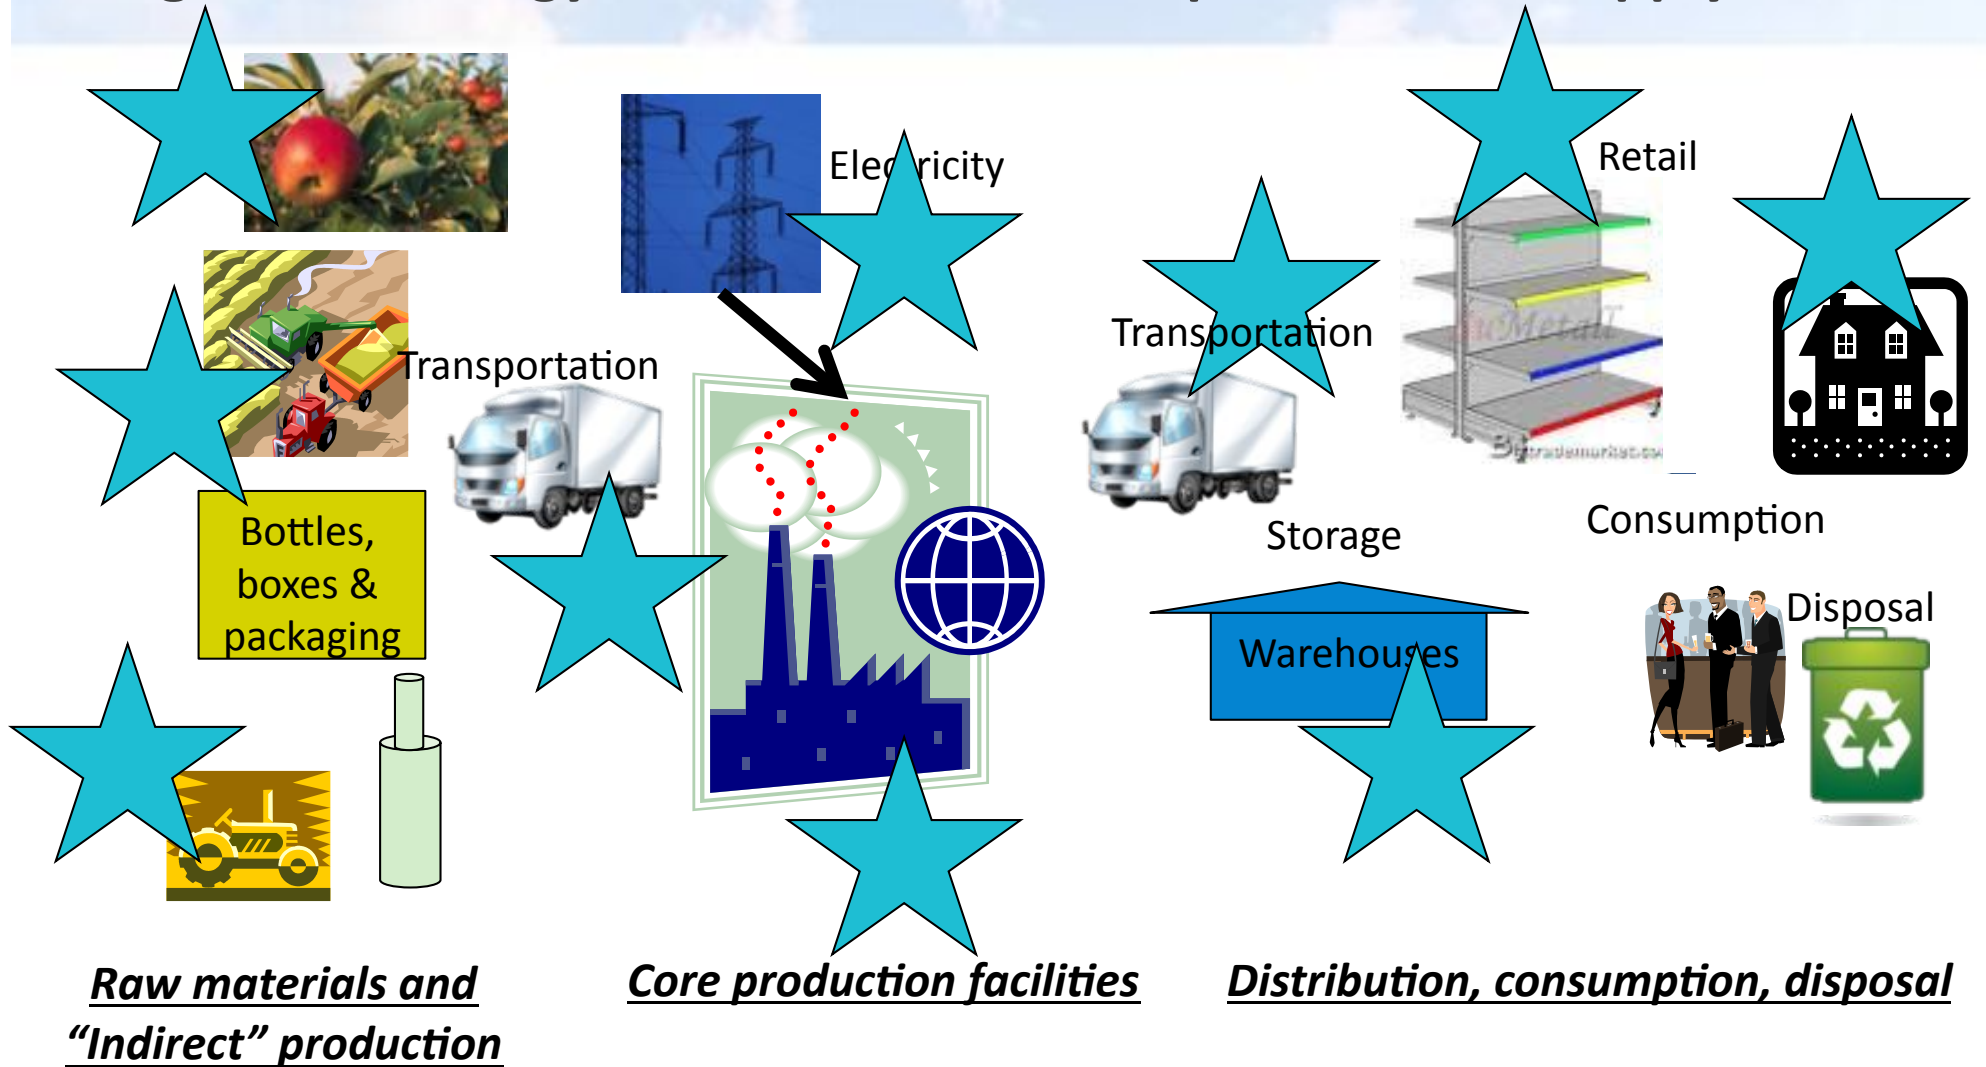 Electricity
Retail
Transportation
Transportation
Bottles,
boxes &
packaging
Storage
Consumption
Warehouses
Disposal
Raw materials and
“Indirect” production
Core production facilities
Distribution, consumption, disposal